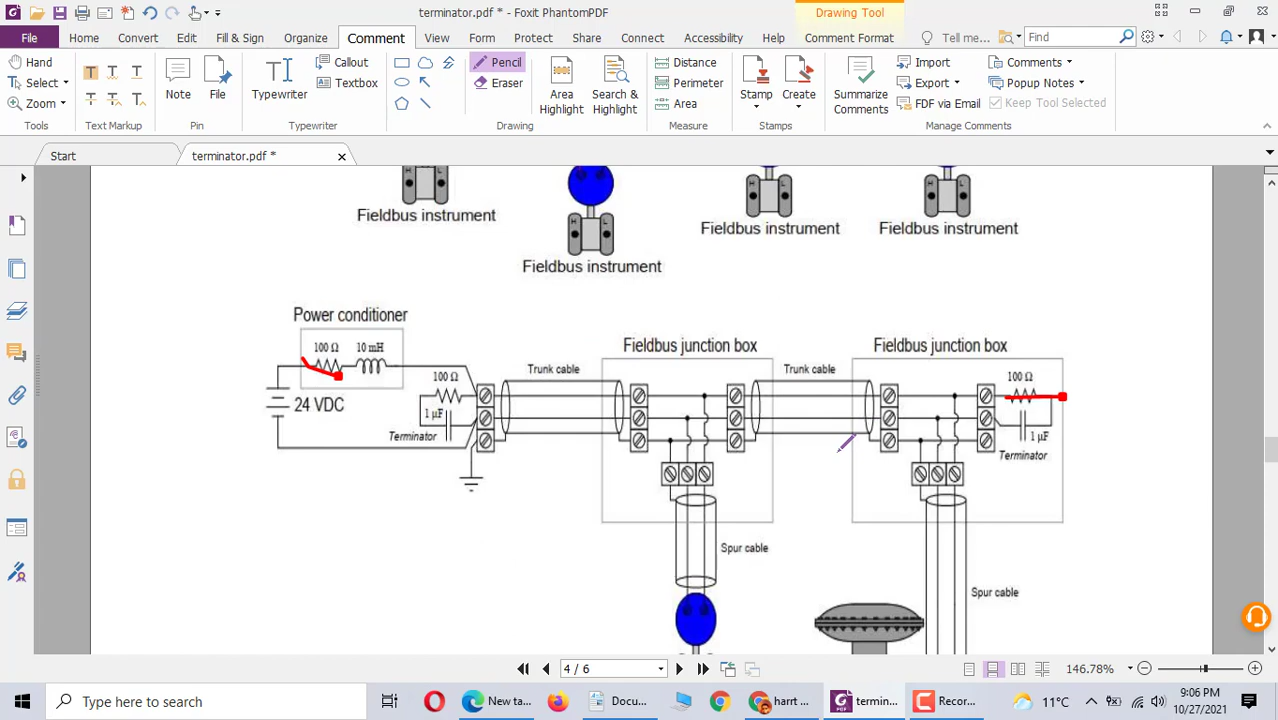 terminator.pdf * - Foxit PhantomPDF
Drawing Tool
File Home Convert Edit Fill & Sign Organize Comment View Form Protect Share Connect Accessibility Help Comment Format Tell me... Find
Hand
Select
Zoom
Tools
T T T
T T T
Text Markup
Note
File
Pin
Typewriter
Callout
Textbox
Typewriter
Pencil
Eraser
Drawing
Area
Highlight
Search &
Highlight
Distance
Perimeter
Area
Measure
Stamp
Create
Stamps
Summarize
Comments
Import
Export
FDF via Email
Comments
Popup Notes
Keep Tool Selected
Manage Comments
Start
terminator.pdf *
H L
Fieldbus instrument
H L
Fieldbus instrument
H L
Fieldbus instrument
H L
Fieldbus instrument
Power conditioner
100 Ω 10 mH
24 VDC
100 Ω
1 μF
Terminator
Trunk cable
Fieldbus junction box
Trunk cable
Fieldbus junction box
100 Ω
1 μF
Terminator
Spur cable
Spur cable
4 / 6
146.78%
Type here to search
New ta...
Docu...
harrt ...
termin...
Recor...
11°C
9:06 PM
10/27/2021